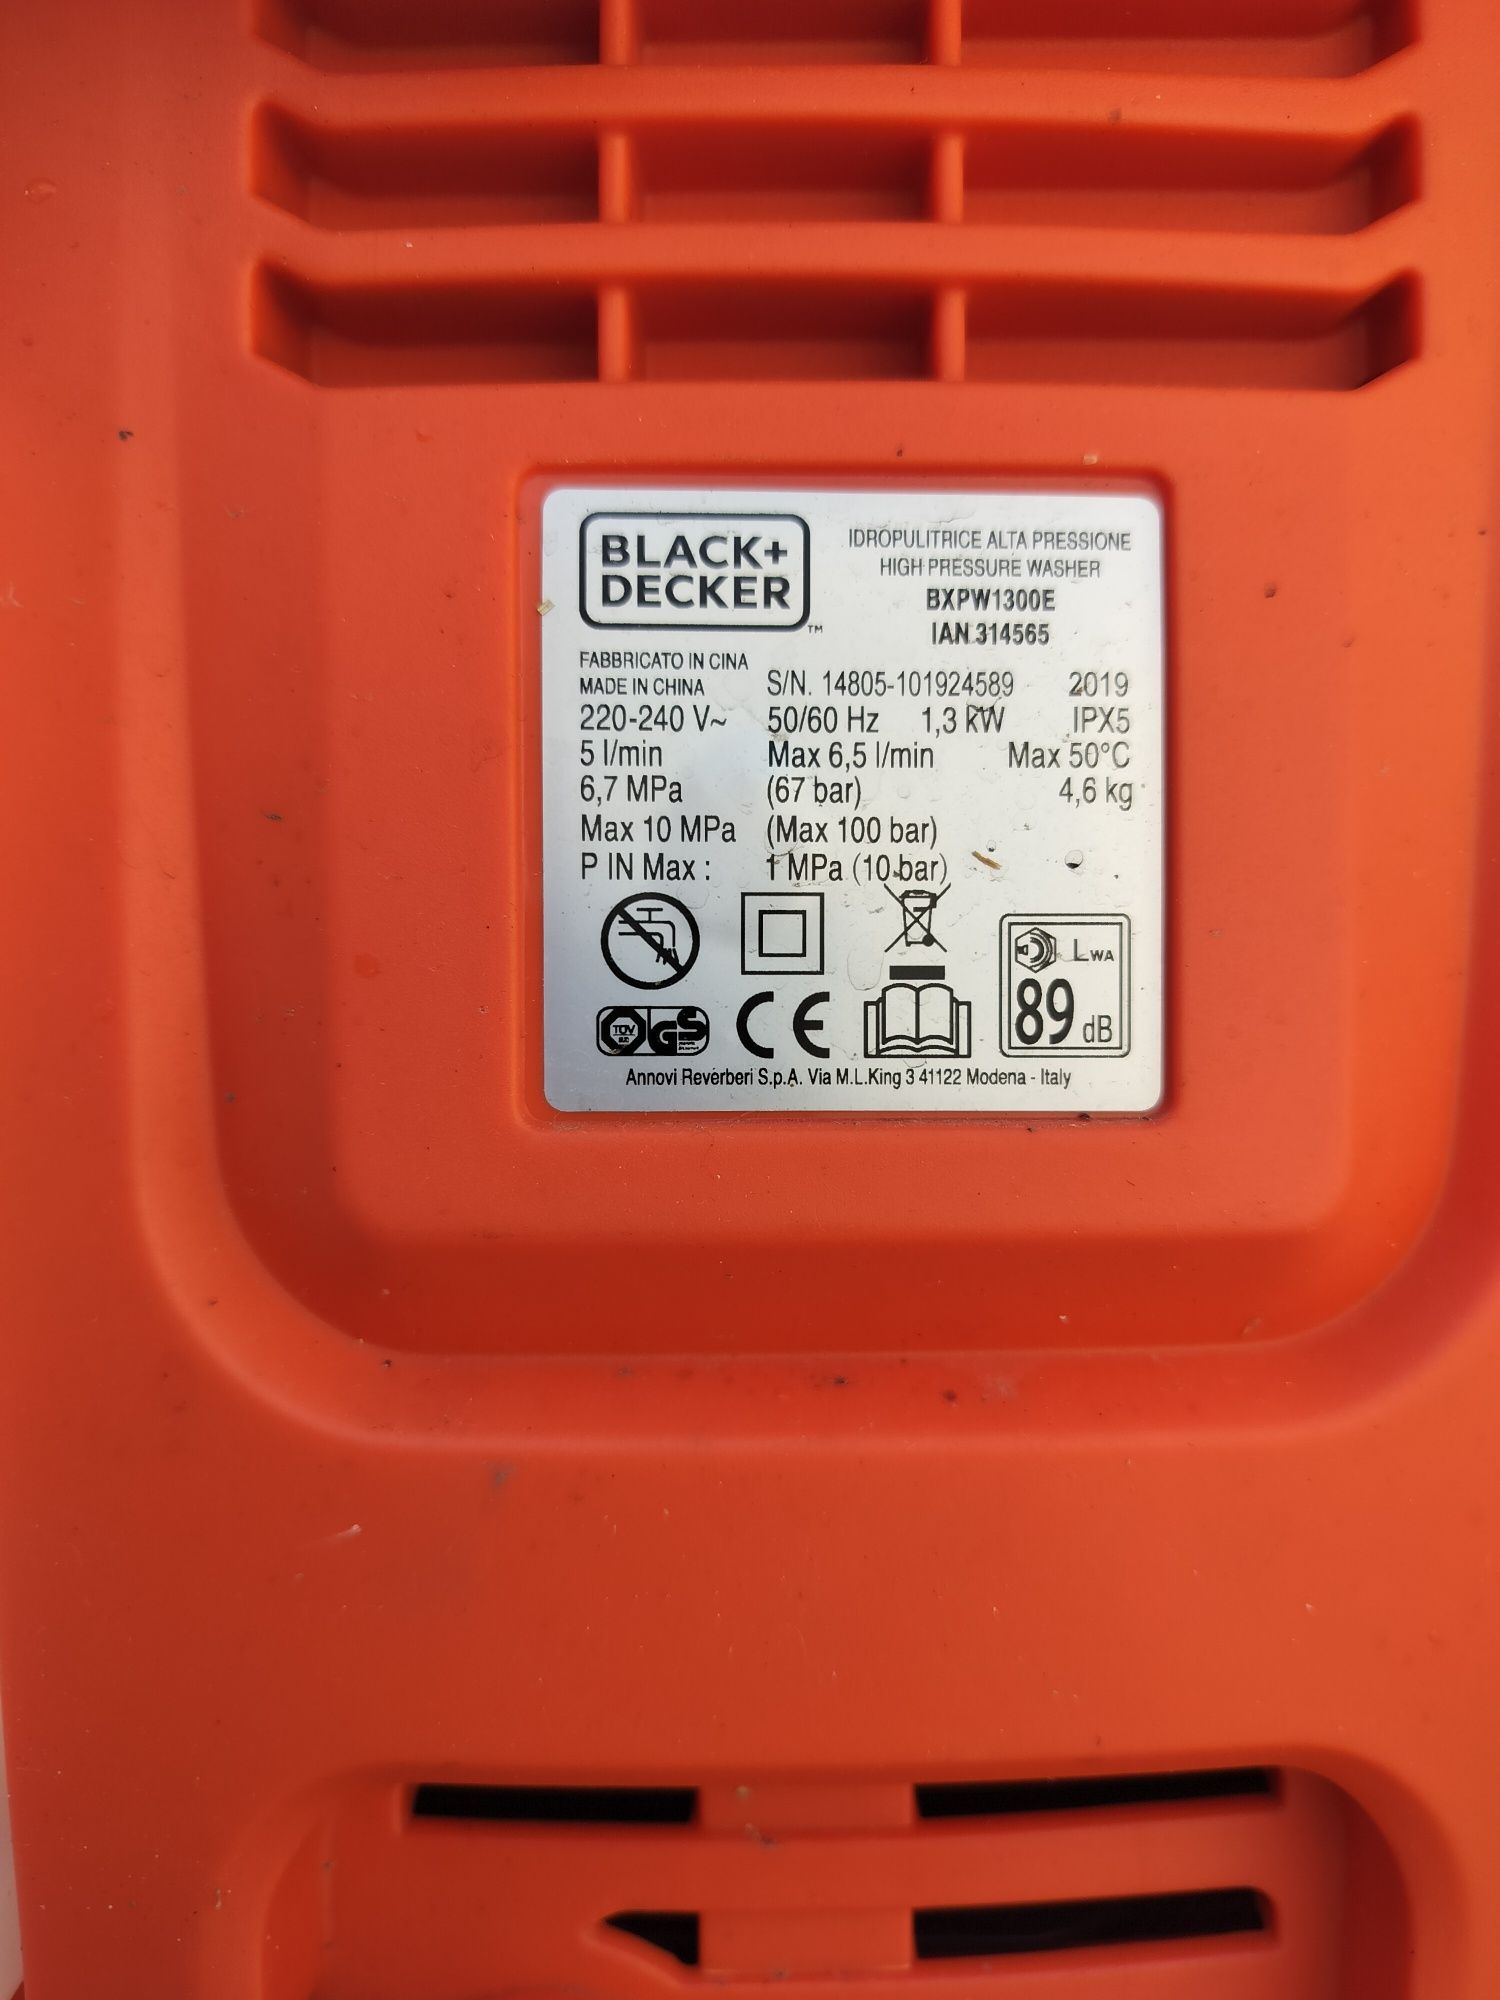 BLACK+
DECKER
TM
IDROPULITRICE ALTA PRESSIONE
HIGH PRESSURE WASHER
BXPW1300E
IAN 314565
FABBRICATO IN CINA
MADE IN CHINA
S/N. 14805-101924589 2019
220-240 V~ 50/60 Hz 1,3 kW IPX5
5 l/min Max 6,5 l/min Max 50°C
6,7 MPa (67 bar) 4,6 kg
Max 10 MPa (Max 100 bar)
P IN Max : 1 MPa (10 bar)
LWA
89 dB
TÜV
GS
CE
Annovi Reverberi S.p.A. Via M.L.King 3 41122 Modena - Italy